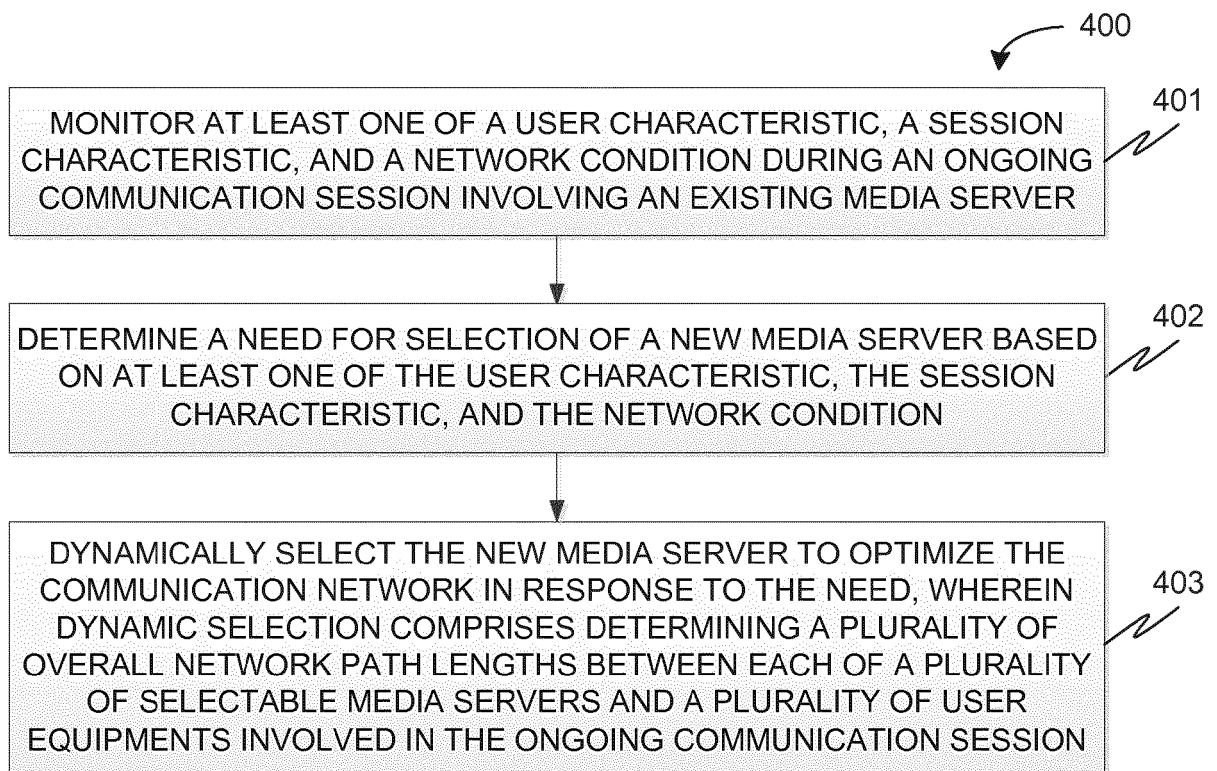 400
401
MONITOR AT LEAST ONE OF A USER CHARACTERISTIC, A SESSION
CHARACTERISTIC, AND A NETWORK CONDITION DURING AN ONGOING
COMMUNICATION SESSION INVOLVING AN EXISTING MEDIA SERVER
402
DETERMINE A NEED FOR SELECTION OF A NEW MEDIA SERVER BASED
ON AT LEAST ONE OF THE USER CHARACTERISTIC, THE SESSION
CHARACTERISTIC, AND THE NETWORK CONDITION
403
DYNAMICALLY SELECT THE NEW MEDIA SERVER TO OPTIMIZE THE
COMMUNICATION NETWORK IN RESPONSE TO THE NEED, WHEREIN
DYNAMIC SELECTION COMPRISES DETERMINING A PLURALITY OF
OVERALL NETWORK PATH LENGTHS BETWEEN EACH OF A PLURALITY
OF SELECTABLE MEDIA SERVERS AND A PLURALITY OF USER
EQUIPMENTS INVOLVED IN THE ONGOING COMMUNICATION SESSION